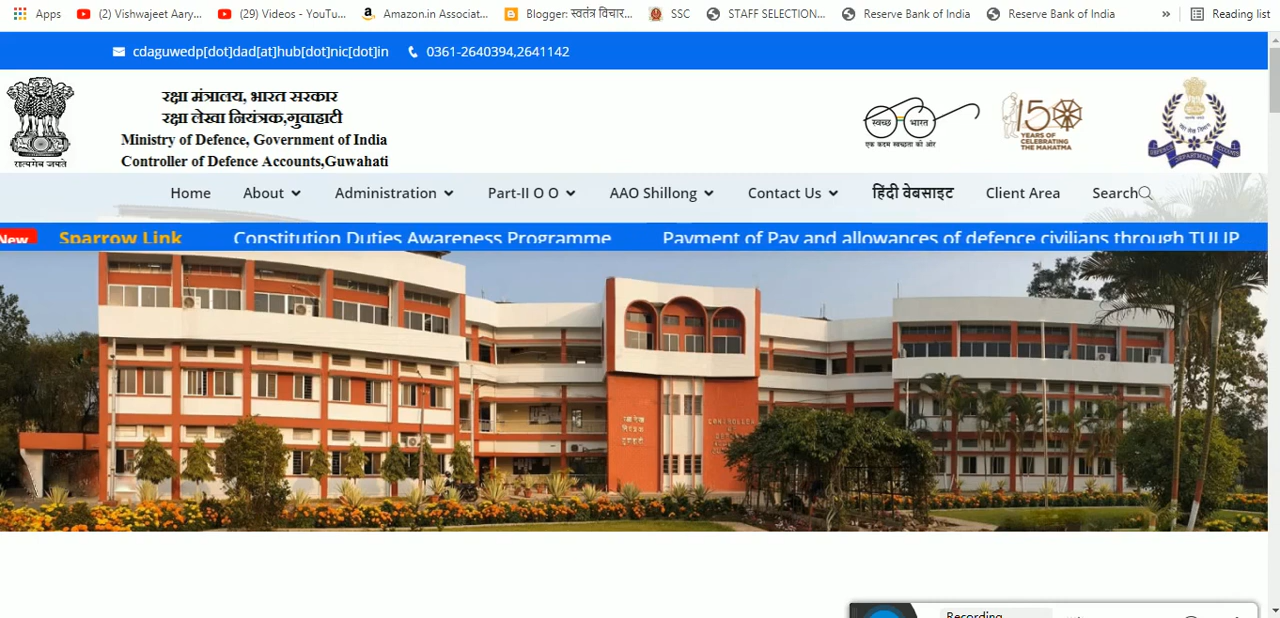 Apps (2) Vishwajeet Aary... (29) Videos - YouTu... Amazon.in Associat... Blogger: स्वतंत्र विचार... SSC STAFF SELECTION... Reserve Bank of India Reserve Bank of India » Reading list
cdaguwedp[dot]dad[at]hub[dot]nic[dot]in 0361-2640394,2641142
रक्षा मंत्रालय, भारत सरकार
रक्षा लेखा नियंत्रक,गुवाहाटी
Ministry of Defence, Government of India
Controller of Defence Accounts,Guwahati
सत्यमेव जयते
स्वच्छ भारत
एक कदम स्वच्छता की ओर
150
YEARS OF
CELEBRATING
THE MAHATMA
DEFENCE ACCOUNTS
DEPARTMENT
Home About Administration Part-II O O AAO Shillong Contact Us हिंदी वेबसाइट Client Area Search
New Sparrow Link Constitution Duties Awareness Programme Payment of Pay and allowances of defence civilians through TULIP
Recording